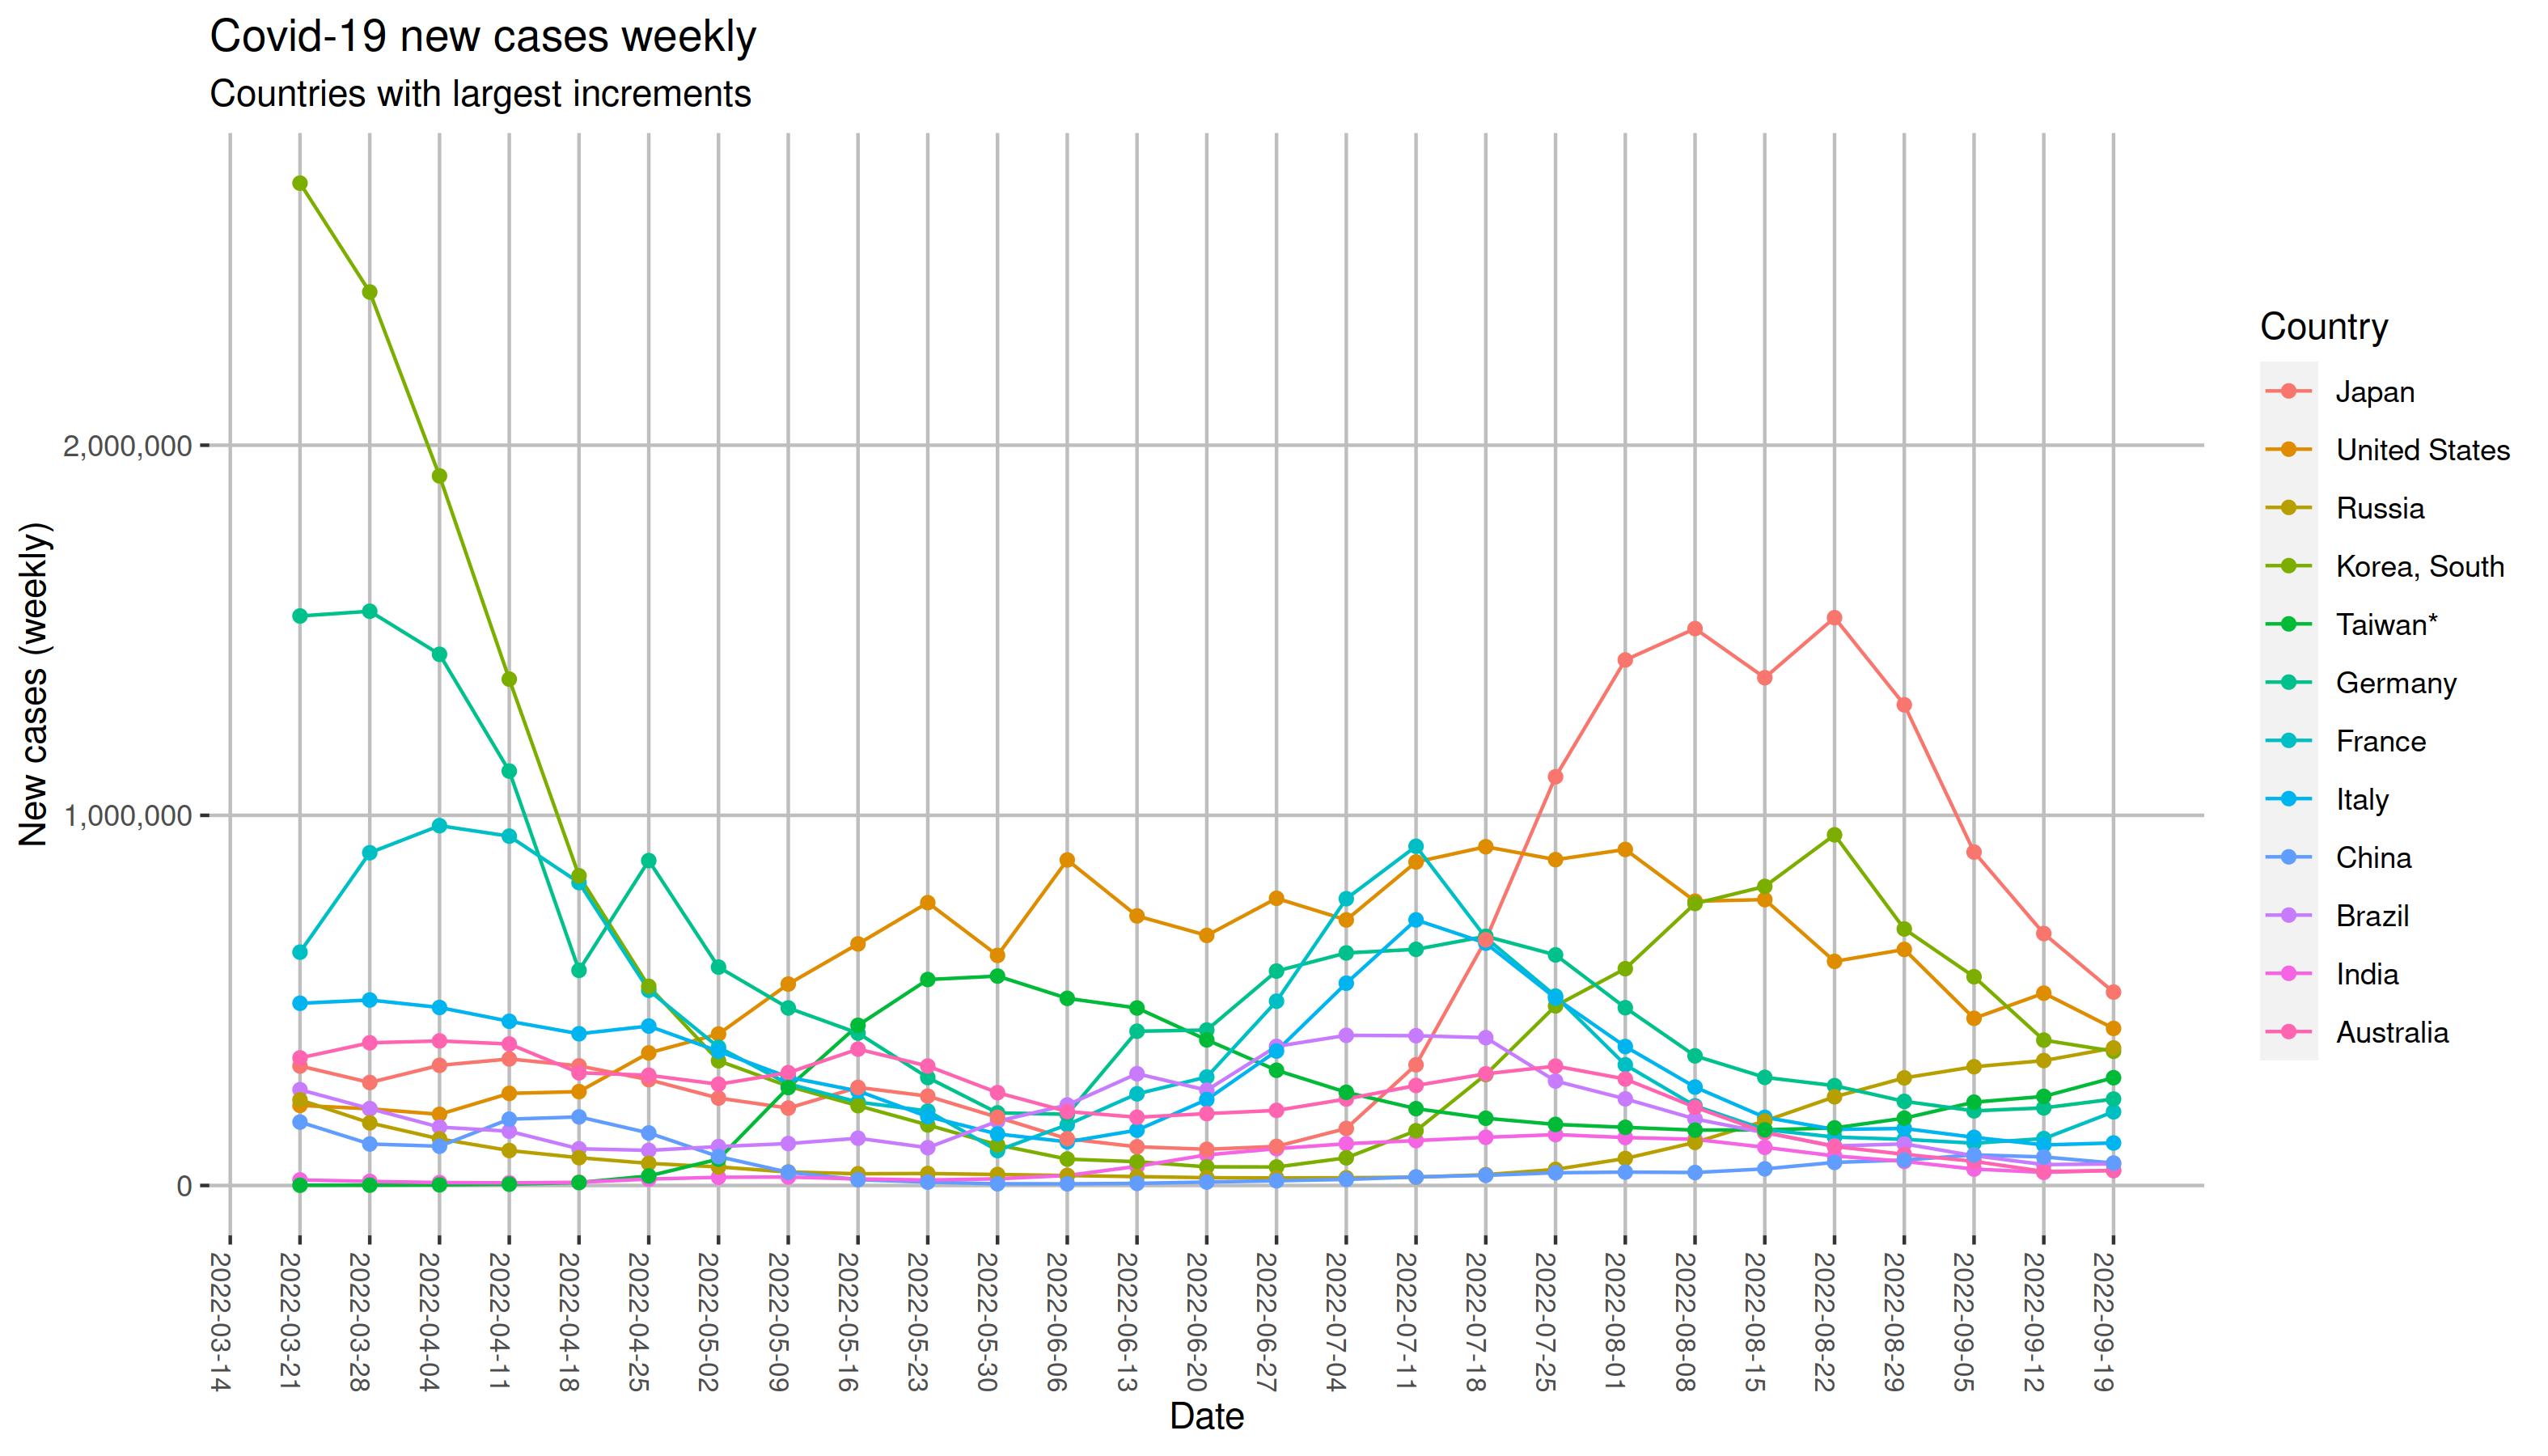 Covid-19 new cases weekly
Countries with largest increments
New cases (weekly)
2,000,000
1,000,000
0
2022-03-14
2022-03-21
2022-03-28
2022-04-04
2022-04-11
2022-04-18
2022-04-25
2022-05-02
2022-05-09
2022-05-16
2022-05-23
2022-05-30
2022-06-06
2022-06-13
2022-06-20
2022-06-27
2022-07-04
2022-07-11
2022-07-18
2022-07-25
2022-08-01
2022-08-08
2022-08-15
2022-08-22
2022-08-29
2022-09-05
2022-09-12
2022-09-19
Date
Country
Japan
United States
Russia
Korea, South
Taiwan*
Germany
France
Italy
China
Brazil
India
Australia